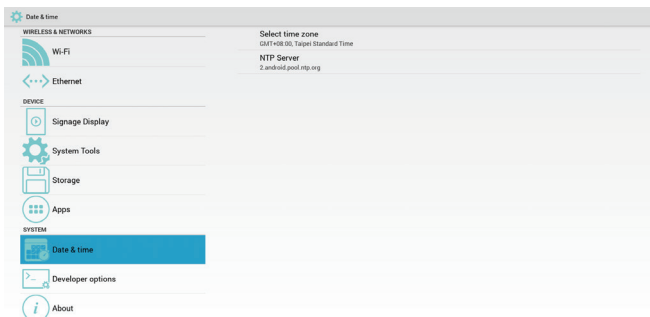 Date & time
WIRELESS & NETWORKS
Wi-Fi
Ethernet
DEVICE
Signage Display
System Tools
Storage
Apps
SYSTEM
Date & time
Developer options
About
Select time zone
GMT+08:00, Taipei Standard Time
NTP Server
2.android.pool.ntp.org